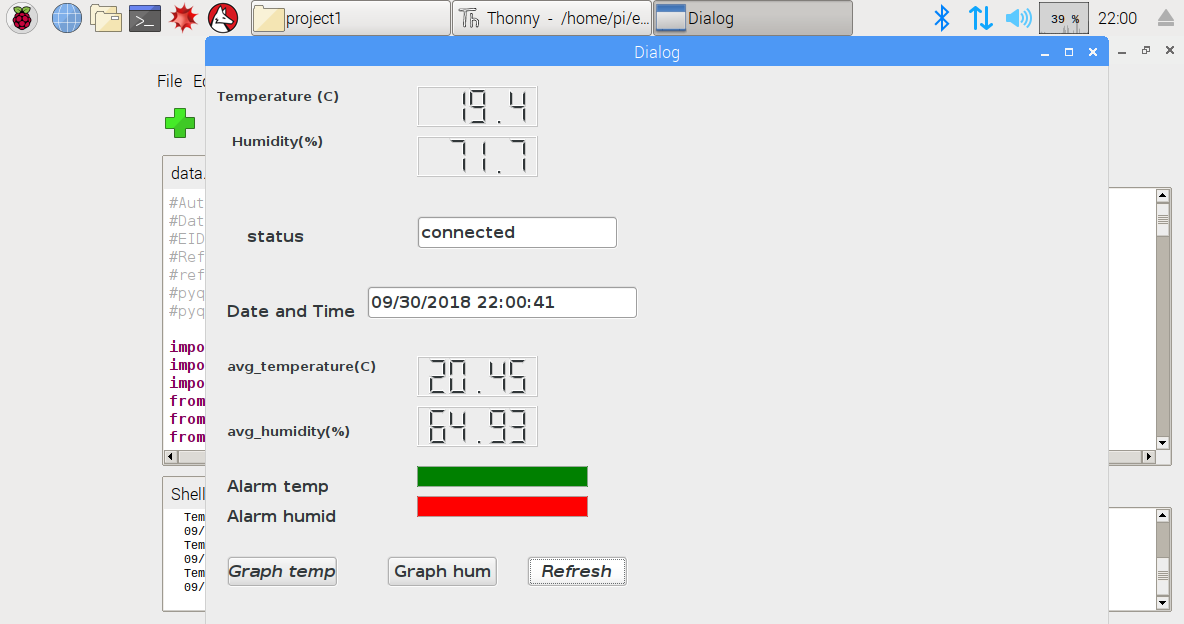 project1
Thonny - /home/pi/e...
Dialog
39 %
22:00
Dialog
File Ec
Temperature (C)
19.4
Humidity(%)
71.7
data.
#Aut
#Dat
#EID
#Ref
#ref
#pyq
#pyq
impo
impo
impo
from
from
from
status
connected
Date and Time
09/30/2018 22:00:41
avg_temperature(C)
20.45
avg_humidity(%)
64.93
Alarm temp
Alarm humid
Shell
Tem
09/
Tem
09/
Tem
09/
Graph temp
Graph hum
Refresh